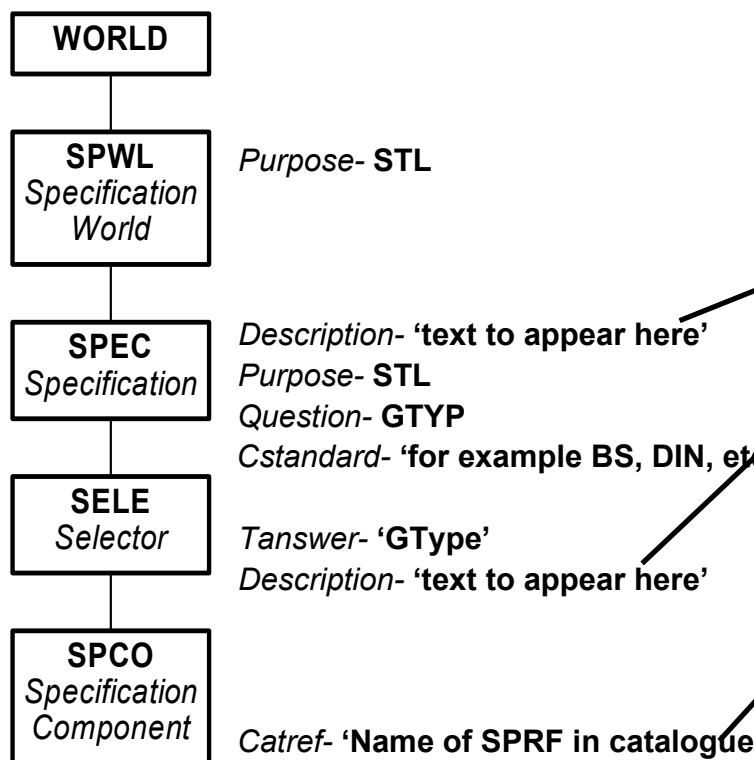 WORLD
SPWL
Specification
World
Purpose- STL
SPEC
Specification
Description- ‘text to appear here’
Purpose- STL
Question- GTYP
Cstandard- ‘for example BS, DIN, etc
SELE
Selector
Tanswer- ‘GType’
Description- ‘text to appear here’
SPCO
Specification
Component
Catref- ‘Name of SPRF in catalogue